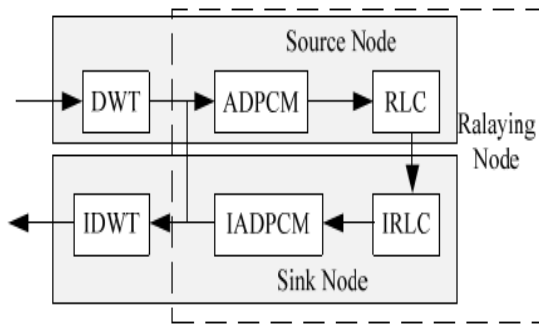 Source Node
DWT
ADPCM
RLC
Ralaying
Node
IDWT
IADPCM
IRLC
Sink Node